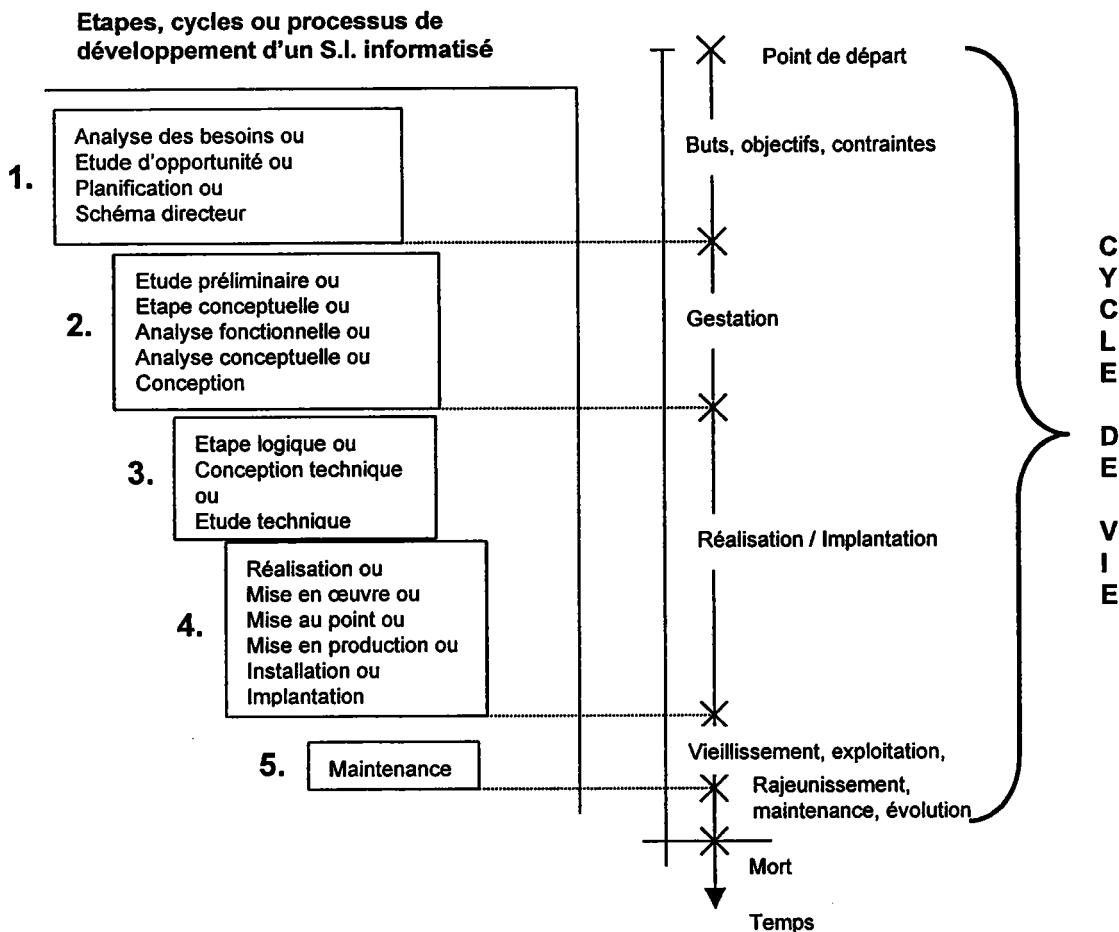 Etapes, cycles ou processus de
développement d'un S.I. informatisé
1.
Analyse des besoins ou
Etude d'opportunité ou
Planification ou
Schéma directeur
2.
Etude préliminaire ou
Etape conceptuelle ou
Analyse fonctionnelle ou
Analyse conceptuelle ou
Conception
3.
Etape logique ou
Conception technique
ou
Etude technique
4.
Réalisation ou
Mise en œuvre ou
Mise au point ou
Mise en production ou
Installation ou
Implantation
5.
Maintenance
Point de départ
Buts, objectifs, contraintes
Gestation
Réalisation / Implantation
Vieillissement, exploitation,
Rajeunissement,
maintenance, évolution
Mort
Temps
CYCLE DE VIE